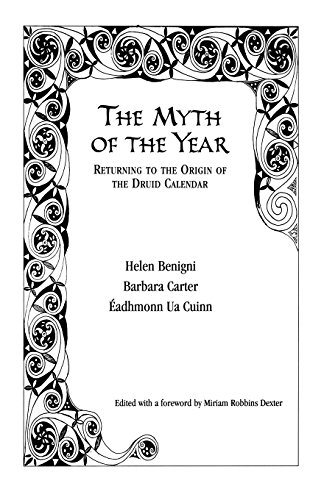 THE MYTH
OF THE YEAR
RETURNING TO THE ORIGIN OF
THE DRUID CALENDAR
Helen Benigni
Barbara Carter
Éadhmonn Ua Cuinn
Edited with a foreword by Miriam Robbins Dexter